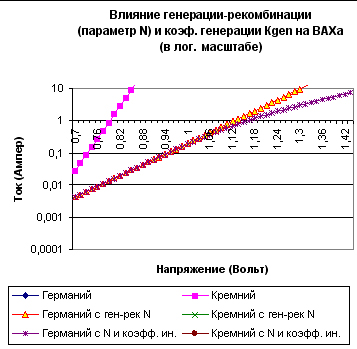 Влияние генерации-рекомбинации
(параметр N) и коэф. генерации Kgen на ВАХа
(в лог. масштабе)
10
1
0,1
0,01
0,001
0,0001
0,7
0,76
0,82
0,88
0,94
1
1,06
1,12
1,18
1,24
1,3
1,36
1,42
Ток (Ампер)
Напряжение (Вольт)
Германий
Кремний
Германий с ген-рек N
Кремний с ген-рек N
Германий с N и коэфф. ин.
Кремний с N и коэфф. ин.